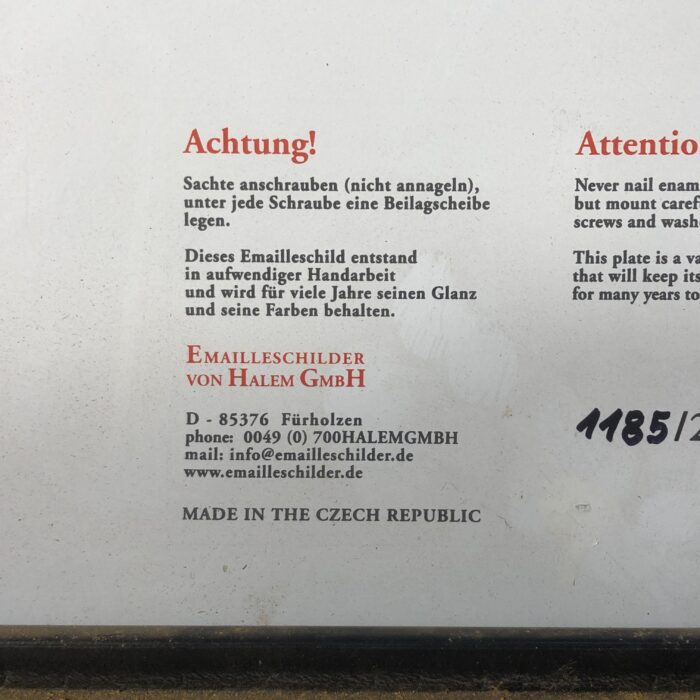 Achtung!
Sachte anschrauben (nicht annageln),
unter jede Schraube eine Beilagscheibe
legen.
Dieses Emailleschild entstand
in aufwendiger Handarbeit
und wird für viele Jahre seinen Glanz
und seine Farben behalten.
EMAILLESCHILDER
VON HALEM GMBH
D - 85376 Fürholzen
phone: 0049 (0) 700HALEMGMBH
mail: info@emailleschilder.de
www.emailleschilder.de
MADE IN THE CZECH REPUBLIC
Attentio
Never nail enam
but mount caref
screws and wash
This plate is a va
that will keep its
for many years to
1185/2